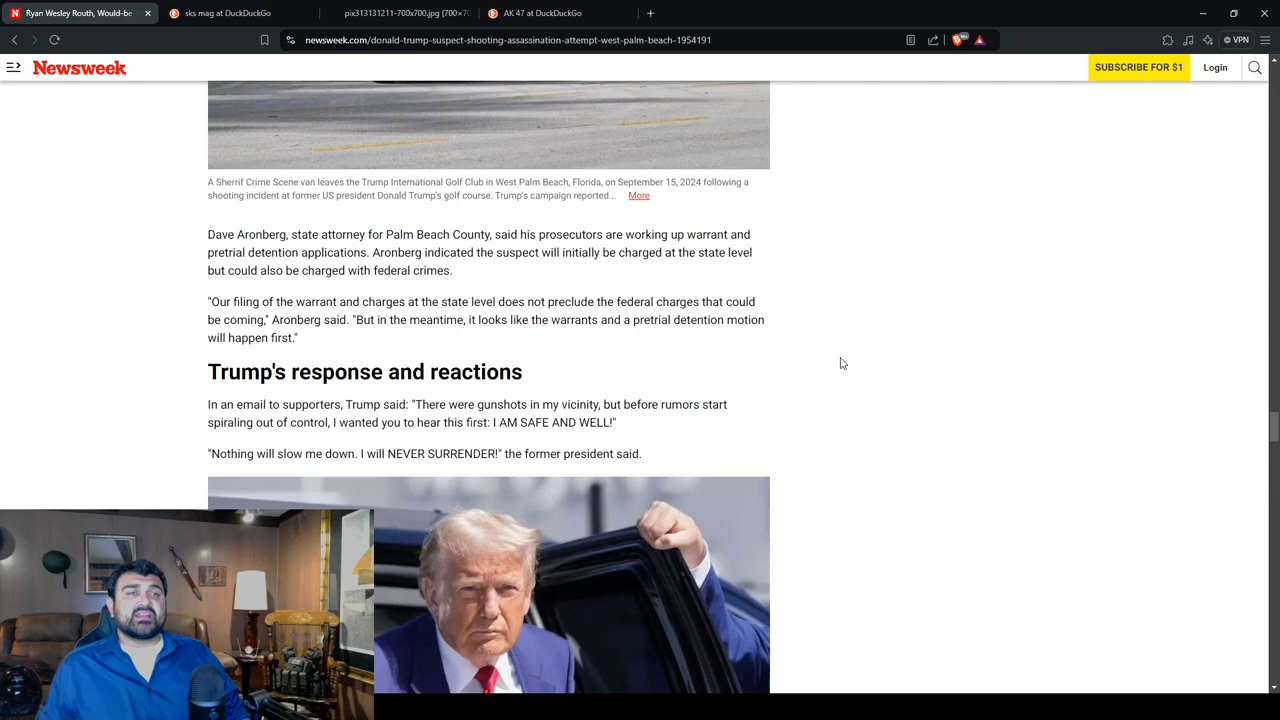 Ryan Wesley Routh, Would-be
sks mag at DuckDuckGo
pix313131211-700x700.jpg (700×70
AK 47 at DuckDuckGo
newsweek.com/donald-trump-suspect-shooting-assassination-attempt-west-palm-beach-1954191
VPN
Newsweek
SUBSCRIBE FOR $1
Login
A Sherrif Crime Scene van leaves the Trump International Golf Club in West Palm Beach, Florida, on September 15, 2024 following a
shooting incident at former US president Donald Trump's golf course. Trump's campaign reported... More
Dave Aronberg, state attorney for Palm Beach County, said his prosecutors are working up warrant and
pretrial detention applications. Aronberg indicated the suspect will initially be charged at the state level
but could also be charged with federal crimes.
"Our filing of the warrant and charges at the state level does not preclude the federal charges that could
be coming," Aronberg said. "But in the meantime, it looks like the warrants and a pretrial detention motion
will happen first."
Trump's response and reactions
In an email to supporters, Trump said: "There were gunshots in my vicinity, but before rumors start
spiraling out of control, I wanted you to hear this first: I AM SAFE AND WELL!"
"Nothing will slow me down. I will NEVER SURRENDER!" the former president said.